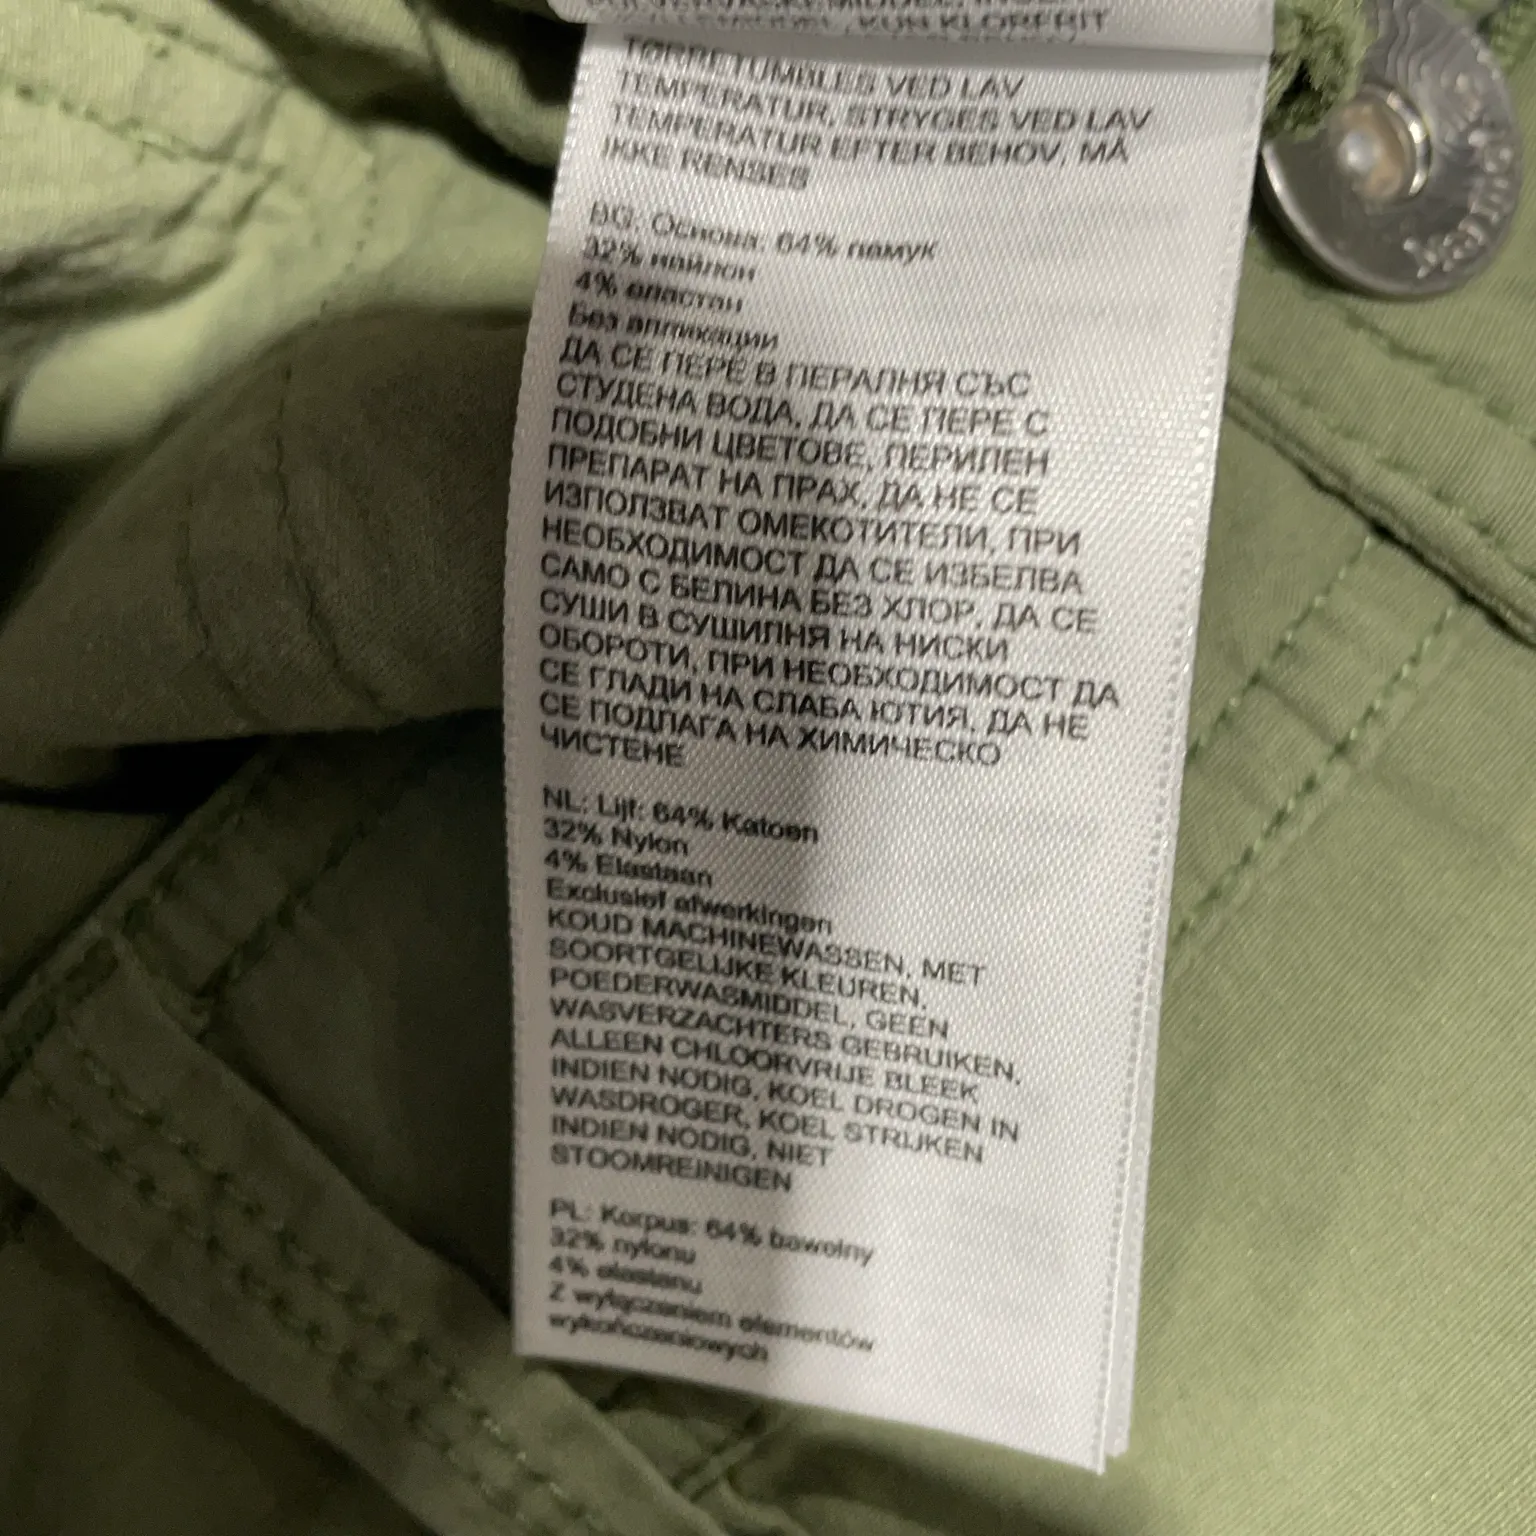 KUN KLORFRIT
TØRRETUMBLES VED LAV
TEMPERATUR, STRYGES VED LAV
TEMPERATUR EFTER BEHOV, MÅ
IKKE RENSES
BG: Основа: 64% памук
32% найлон
4% еластан
Без апликации
ДА СЕ ПЕРЕ В ПЕРАЛНЯ СЪС
СТУДЕНА ВОДА, ДА СЕ ПЕРЕ С
ПОДОБНИ ЦВЕТОВЕ, ПЕРИЛЕН
ПРЕПАРАТ НА ПРАХ, ДА НЕ СЕ
ИЗПОЛЗВАТ ОМЕКОТИТЕЛИ, ПРИ
НЕОБХОДИМОСТ ДА СЕ ИЗБЕЛВА
САМО С БЕЛИНА БЕЗ ХЛОР, ДА СЕ
СУШИ В СУШИЛНЯ НА НИСКИ
ОБОРОТИ, ПРИ НЕОБХОДИМОСТ ДА
СЕ ГЛАДИ НА СЛАБА ЮТИЯ, ДА НЕ
СЕ ПОДЛАГА НА ХИМИЧЕСКО
ЧИСТЕНЕ
NL: Lijf: 64% Katoen
32% Nylon
4% Elastaan
Exclusief afwerkingen
KOUD MACHINEWASSEN, MET
SOORTGELIJKE KLEUREN,
POEDERWASMIDDEL, GEEN
WASVERZACHTERS GEBRUIKEN,
ALLEEN CHLOORVRIJE BLEEK
INDIEN NODIG, KOEL DROGEN IN
WASDROGER, KOEL STRIJKEN
INDIEN NODIG, NIET
STOOMREINIGEN
PL: Korpus: 64% bawełny
32% nylonu
4% elastanu
Z wyłączeniem elementów
wykończeniowych